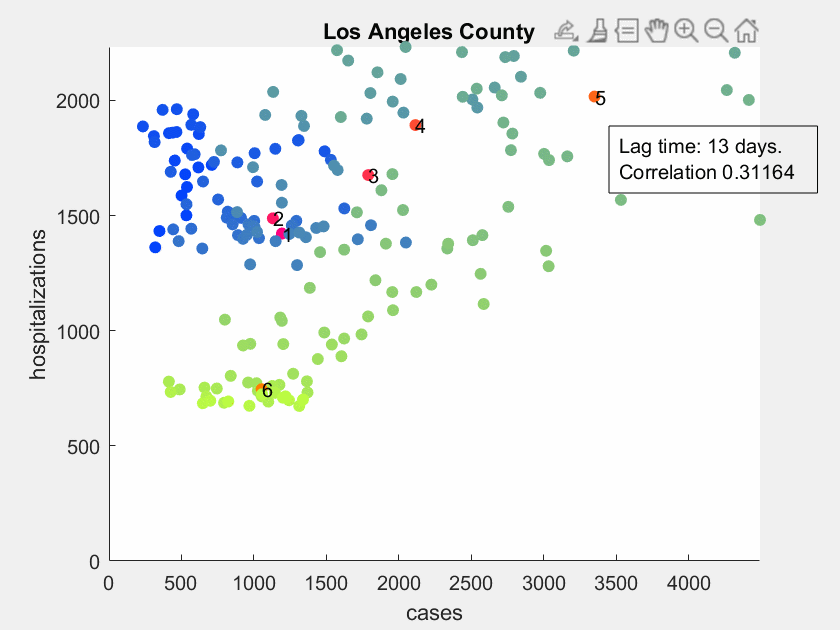 Los Angeles County
2000
1500
1000
500
0
hospitalizations
5
4
3
2
1
6
Lag time: 13 days.
Correlation 0.31164
0 500 1000 1500 2000 2500 3000 3500 4000
cases